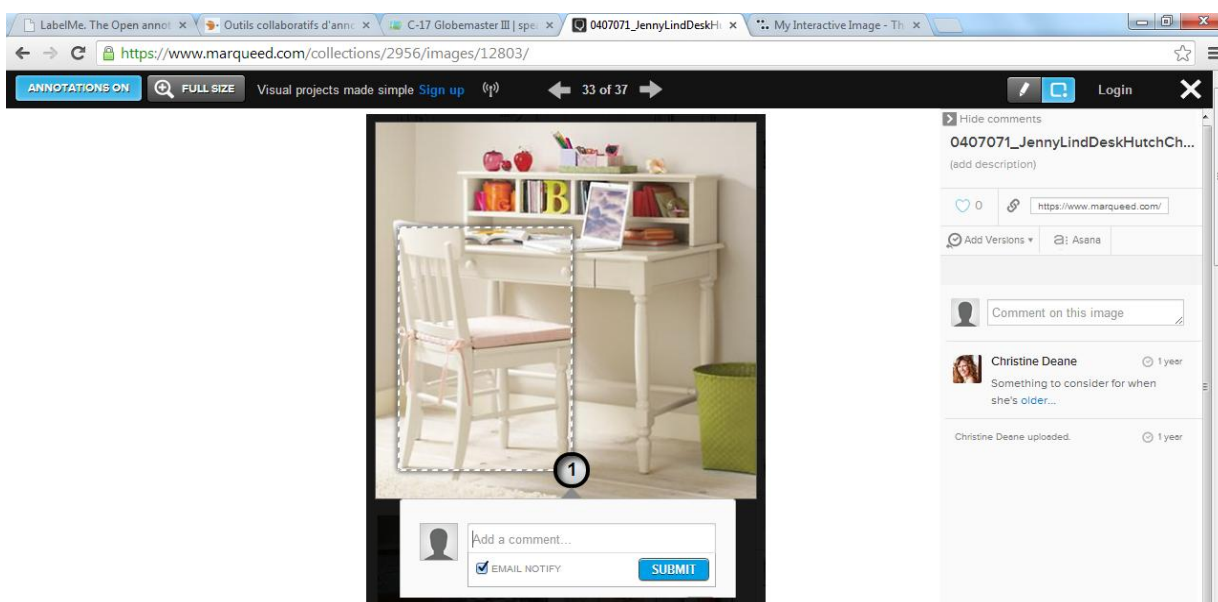 LabelMe. The Open annot
Outils collaboratifs d'anno
C-17 Globemaster III | spe
0407071_JennyLindDeskH
My Interactive Image - Th
https://www.marqueed.com/collections/2956/images/12803/
ANNOTATIONS ON FULL SIZE Visual projects made simple Sign up 33 of 37 Login
Hide comments
0407071_JennyLindDeskHutchCh...
(add description)
0 https://www.marqueed.com/
Add Versions a: Asana
Comment on this image
Christine Deane 1 year
Something to consider for when
she's older...
Christine Deane uploaded. 1 year
B
1
Add a comment...
EMAIL NOTIFY SUBMIT